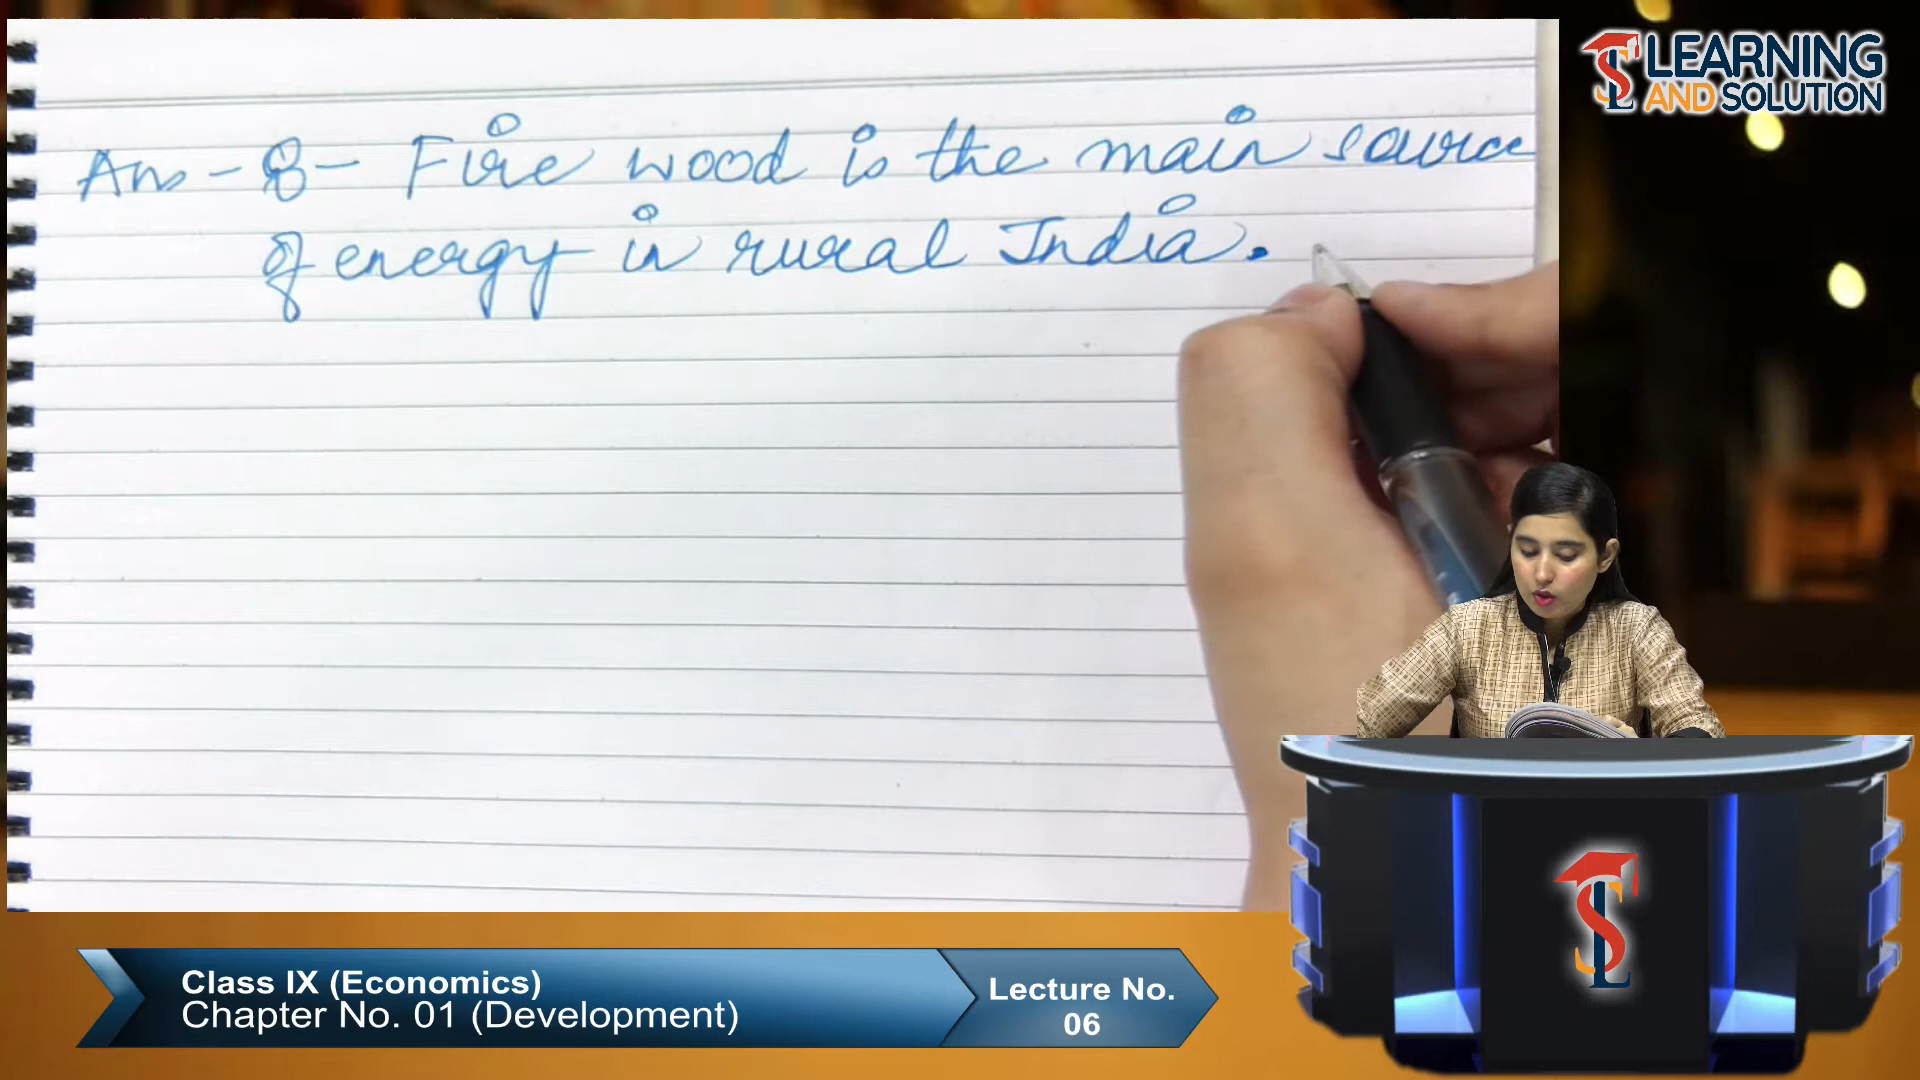 LEARNING
AND SOLUTION
Ans - 8 - Fire wood is the main source
of energy in rural India.
Class IX (Economics)
Chapter No. 01 (Development)
Lecture No.
06